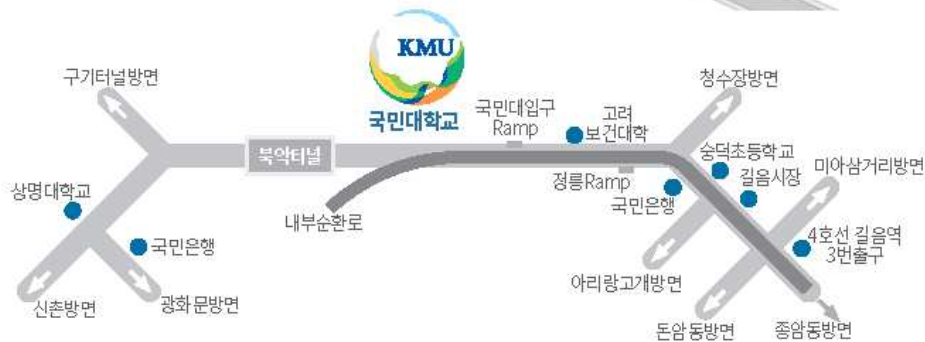 KMU
국민대학교
구기터널방면
국민대입구
Ramp
고려
보건대학
청수장방면
북악터널
숭덕초등학교
길음시장
미아삼거리방면
상명대학교
정릉Ramp
국민은행
내부순환로
국민은행
4호선 길음역
3번출구
아리랑고개방면
신촌방면
광화문방면
돈암동방면
종암동방면